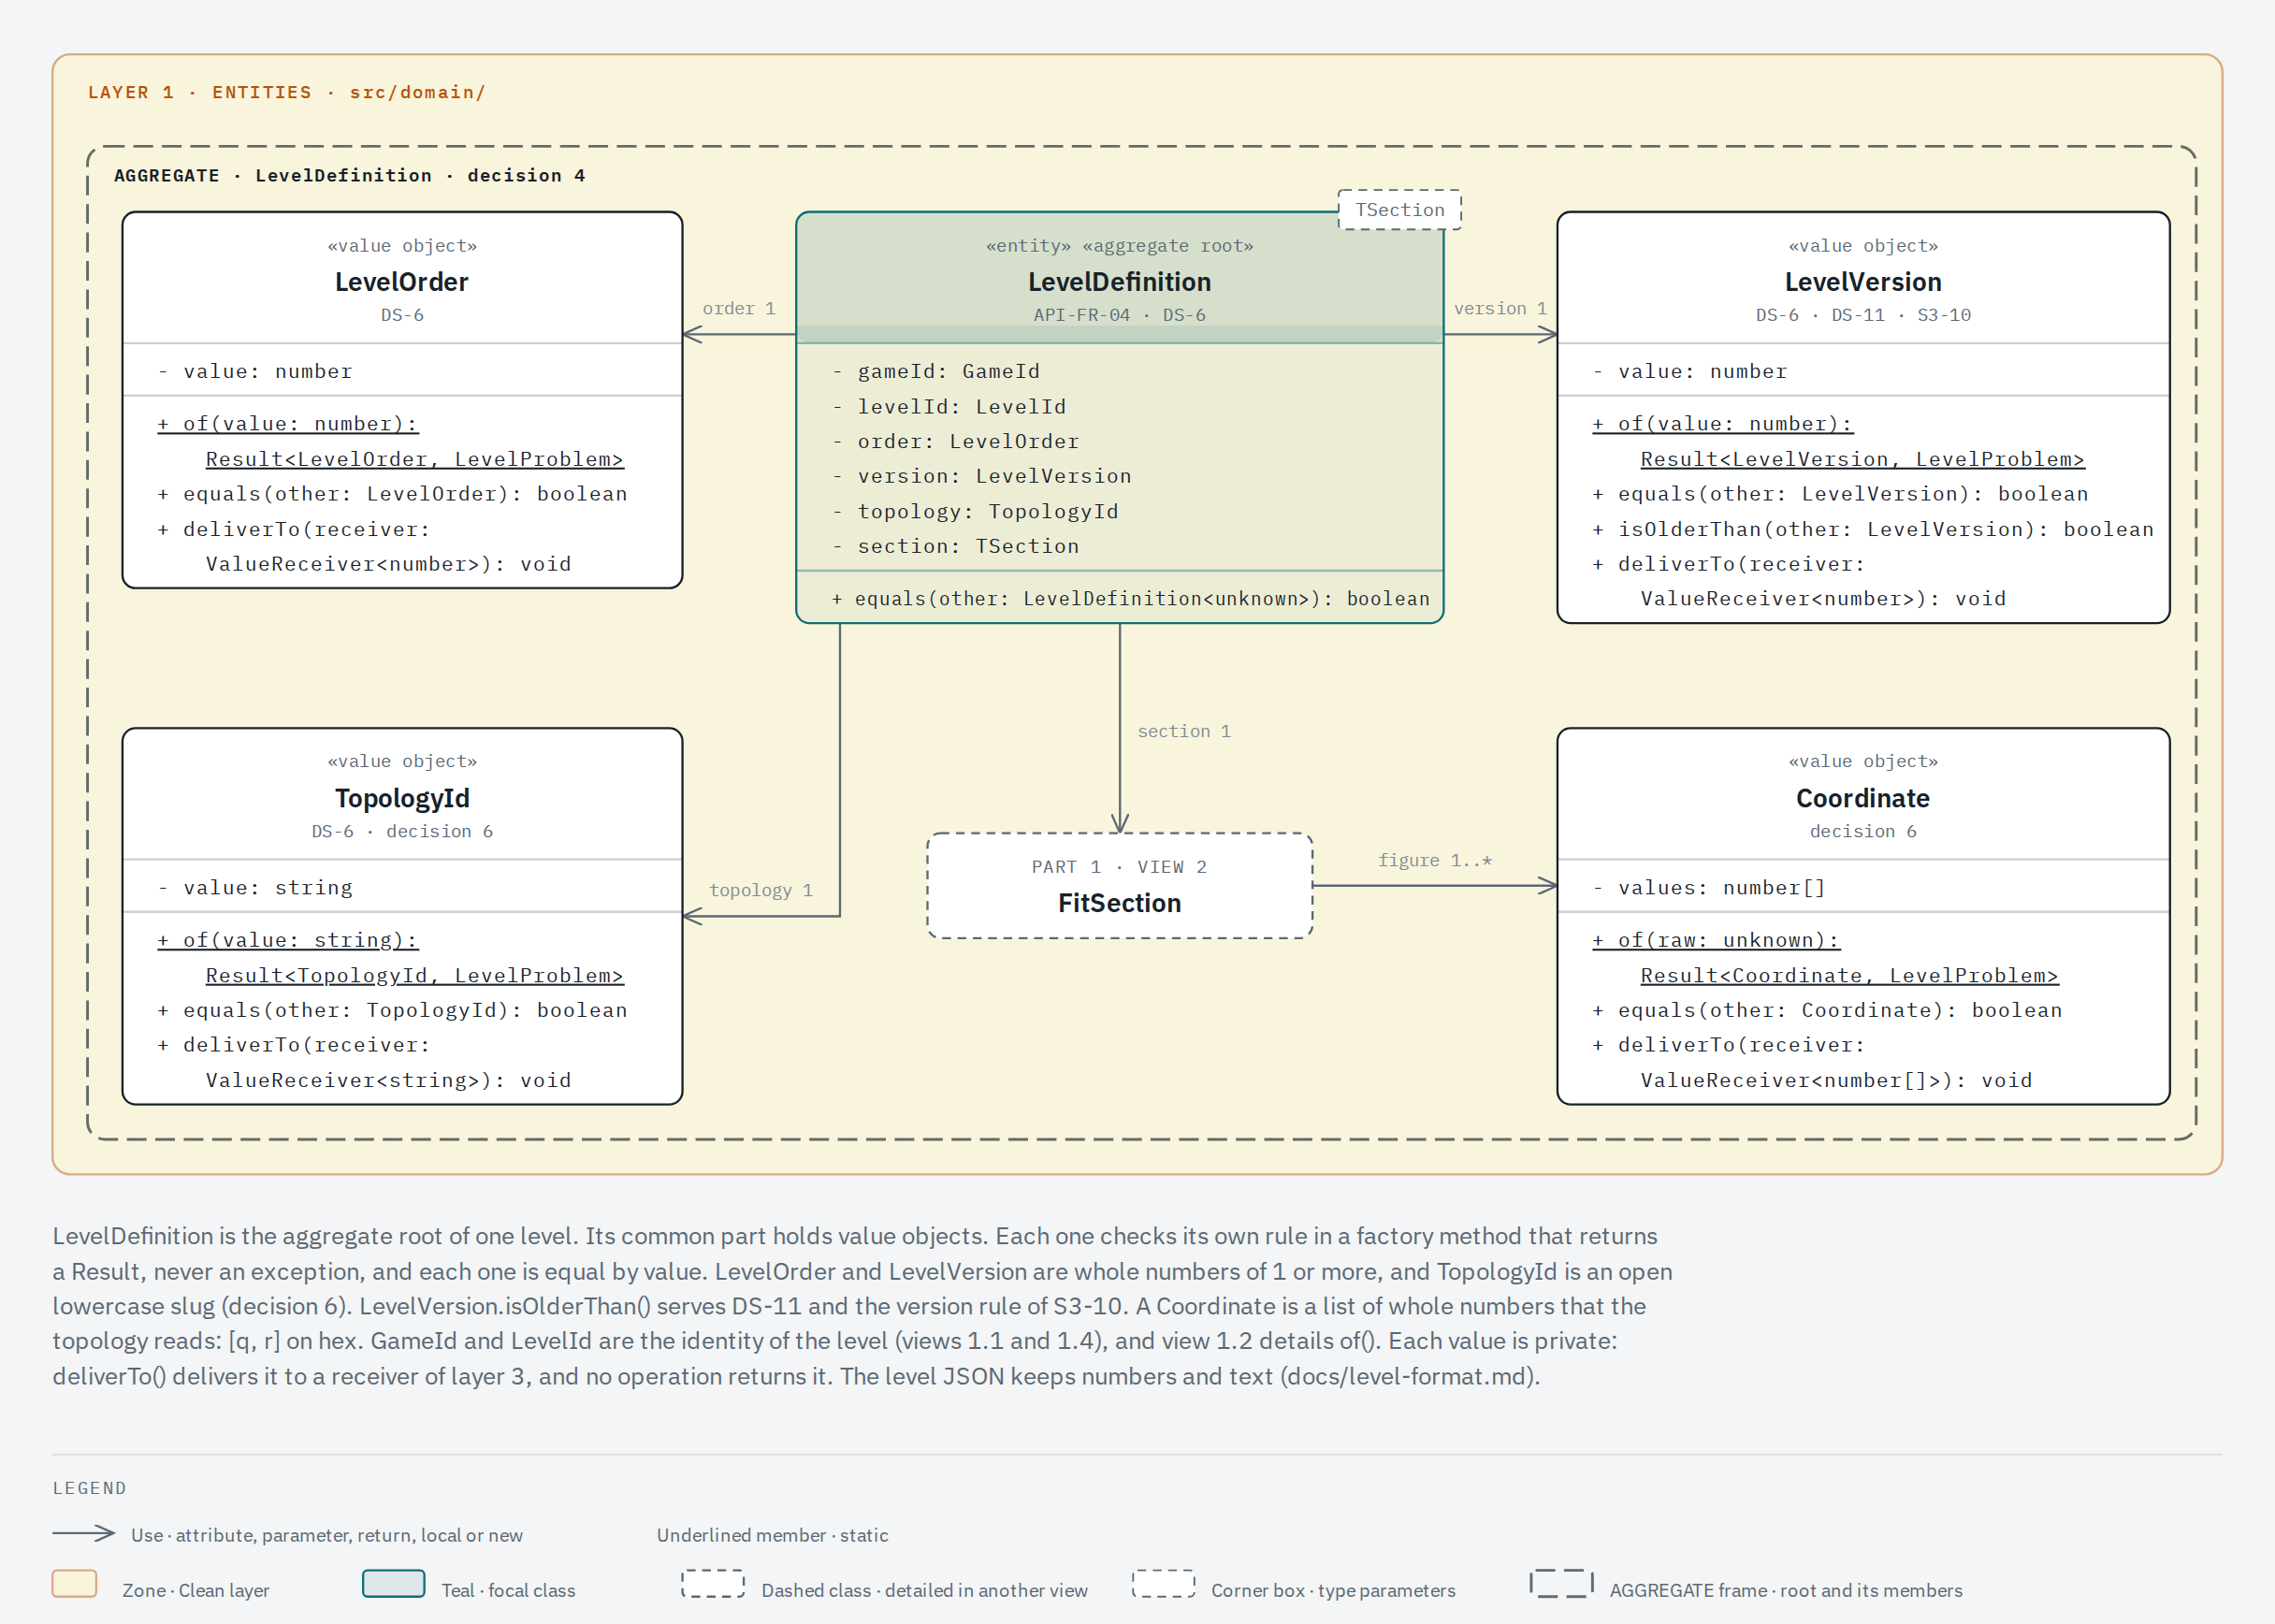 LAYER 1 · ENTITIES · src/domain/
AGGREGATE · LevelDefinition · decision 4
«value object»
LevelOrder
DS-6
- value: number
+ of(value: number):
Result<LevelOrder, LevelProblem>
+ equals(other: LevelOrder): boolean
+ deliverTo(receiver:
ValueReceiver<number>): void
order 1
TSection
«entity» «aggregate root»
LevelDefinition
API-FR-04 · DS-6
- gameId: GameId
- levelId: LevelId
- order: LevelOrder
- version: LevelVersion
- topology: TopologyId
- section: TSection
+ equals(other: LevelDefinition<unknown>): boolean
version 1
«value object»
LevelVersion
DS-6 · DS-11 · S3-10
- value: number
+ of(value: number):
Result<LevelVersion, LevelProblem>
+ equals(other: LevelVersion): boolean
+ isOlderThan(other: LevelVersion): boolean
+ deliverTo(receiver:
ValueReceiver<number>): void
«value object»
TopologyId
DS-6 · decision 6
- value: string
+ of(value: string):
Result<TopologyId, LevelProblem>
+ equals(other: TopologyId): boolean
+ deliverTo(receiver:
ValueReceiver<string>): void
topology 1
section 1
PART 1 · VIEW 2
FitSection
figure 1..*
«value object»
Coordinate
decision 6
- values: number[]
+ of(raw: unknown):
Result<Coordinate, LevelProblem>
+ equals(other: Coordinate): boolean
+ deliverTo(receiver:
ValueReceiver<number[]>): void
LevelDefinition is the aggregate root of one level. Its common part holds value objects. Each one checks its own rule in a factory method that returns
a Result, never an exception, and each one is equal by value. LevelOrder and LevelVersion are whole numbers of 1 or more, and TopologyId is an open
lowercase slug (decision 6). LevelVersion.isOlderThan() serves DS-11 and the version rule of S3-10. A Coordinate is a list of whole numbers that the
topology reads: [q, r] on hex. GameId and LevelId are the identity of the level (views 1.1 and 1.4), and view 1.2 details of(). Each value is private:
deliverTo() delivers it to a receiver of layer 3, and no operation returns it. The level JSON keeps numbers and text (docs/level-format.md).
LEGEND
Use · attribute, parameter, return, local or new
Underlined member · static
Zone · Clean layer
Teal · focal class
Dashed class · detailed in another view
Corner box · type parameters
AGGREGATE frame · root and its members